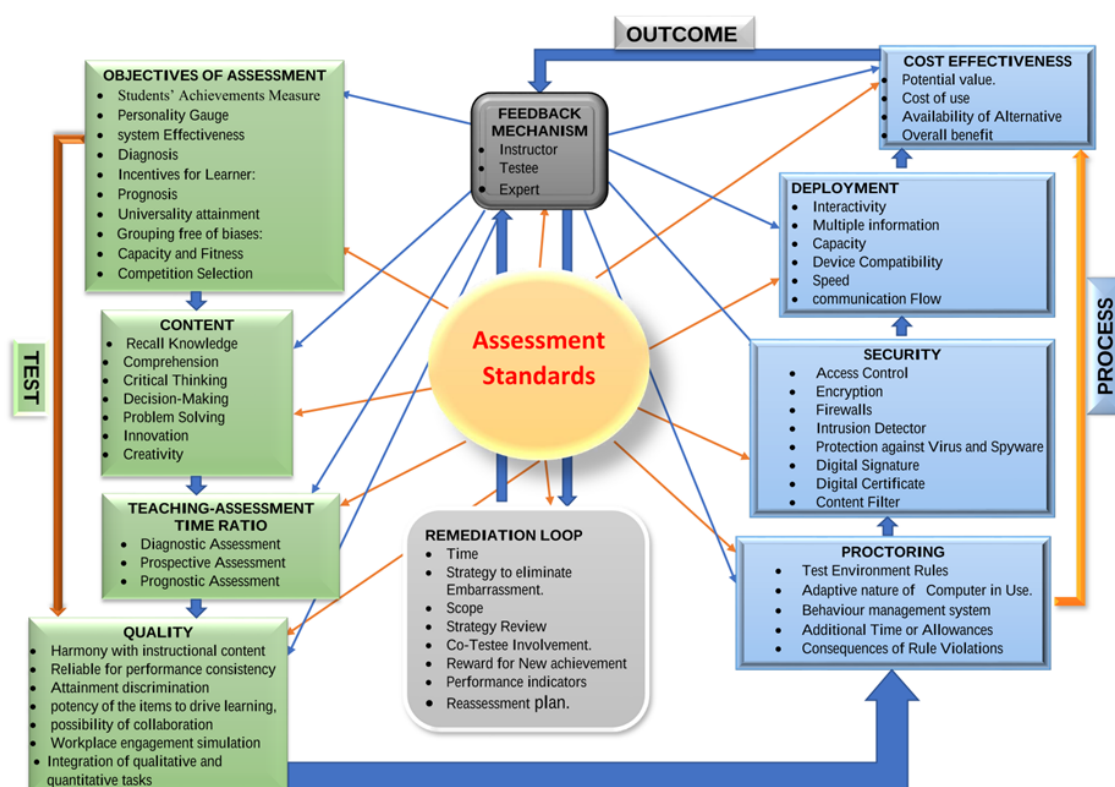 OUTCOME
OBJECTIVES OF ASSESSMENT
Students' Achievements Measure
Personality Gauge
system Effectiveness
Diagnosis
Incentives for Learner:
Prognosis
Universality attainment
Grouping free of biases:
Capacity and Fitness
Competition Selection
FEEDBACK
MECHANISM
Instructor
Testee
Expert
COST EFFECTIVENESS
Potential value.
Cost of use
Availability of Alternative
Overall benefit
DEPLOYMENT
Interactivity
Multiple information
Capacity
Device Compatibility
Speed
communication Flow
CONTENT
Recall Knowledge
Comprehension
Critical Thinking
Decision-Making
Problem Solving
Innovation
Creativity
TEST
Assessment
Standards
SECURITY
Access Control
Encryption
Firewalls
Intrusion Detector
Protection against Virus and Spyware
Digital Signature
Digital Certificate
Content Filter
PROCESS
TEACHING-ASSESSMENT
TIME RATIO
Diagnostic Assessment
Prospective Assessment
Prognostic Assessment
REMEDIATION LOOP
Time
Strategy to eliminate
Embarrassment.
Scope
Strategy Review
Co-Testee Involvement.
Reward for New achievement
Performance indicators
Reassessment plan.
PROCTORING
Test Environment Rules
Adaptive nature of Computer in Use.
Behaviour management system
Additional Time or Allowances
Consequences of Rule Violations
QUALITY
Harmony with instructional content
Reliable for performance consistency
Attainment discrimination
potency of the items to drive learning,
possibility of collaboration
Workplace engagement simulation
Integration of qualitative and
quantitative tasks